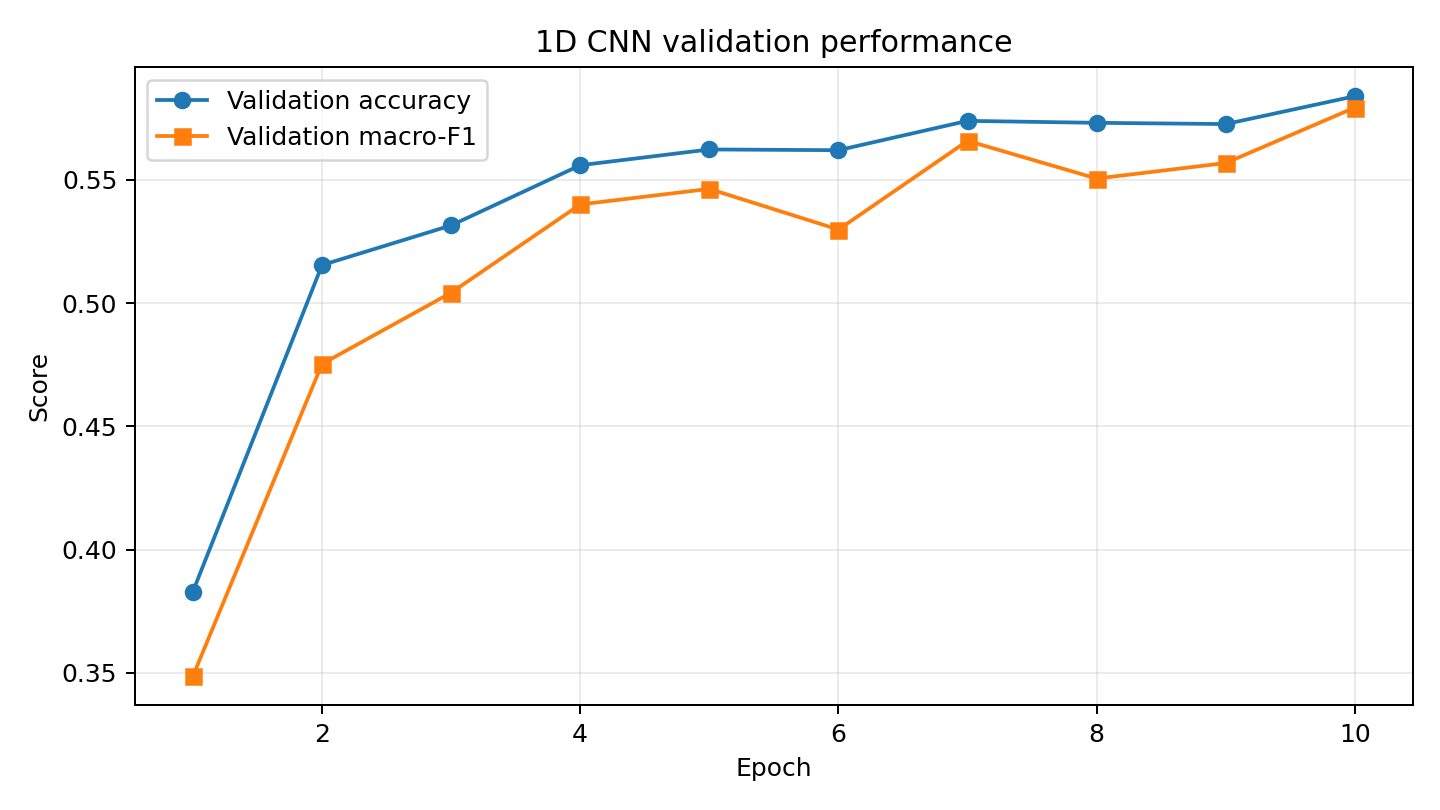 1D CNN validation performance
Validation accuracy
Validation macro-F1
0.55
0.50
0.45
0.40
0.35
Score
2 4 6 8 10
Epoch